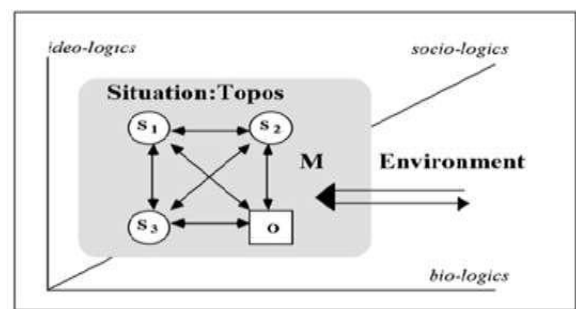 ideo-logics
socio-logics
Situation:Topos
S1 S2
M Environment
S3 O
bio-logics